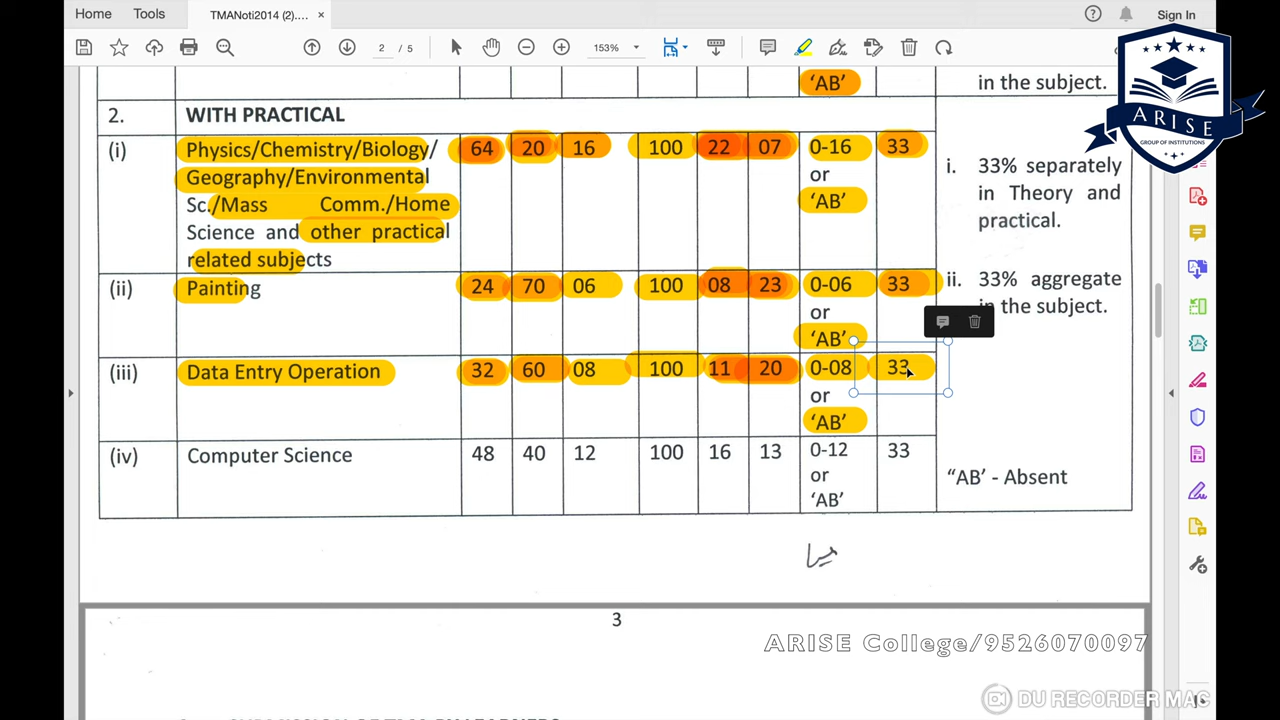 Home Tools TMANoti2014 (2).... × Sign In
2 / 5 153%
'AB' in the subject.
ARISE
GROUP OF INSTITUTIONS
2. WITH PRACTICAL
(i) Physics/Chemistry/Biology/ 64 20 16 100 22 07 0-16 33
Geography/Environmental or
Sc./Mass Comm./Home 'AB'
Science and other practical
related subjects
i. 33% separately
in Theory and
practical.
(ii) Painting 24 70 06 100 08 23 0-06 33
or
'AB'
ii. 33% aggregate
in the subject.
(iii) Data Entry Operation 32 60 08 100 11 20 0-08 33
or
'AB'
(iv) Computer Science 48 40 12 100 16 13 0-12 33
or
'AB'
"AB' - Absent
3
ARISE College/9526070097
DU RECORDER MAC